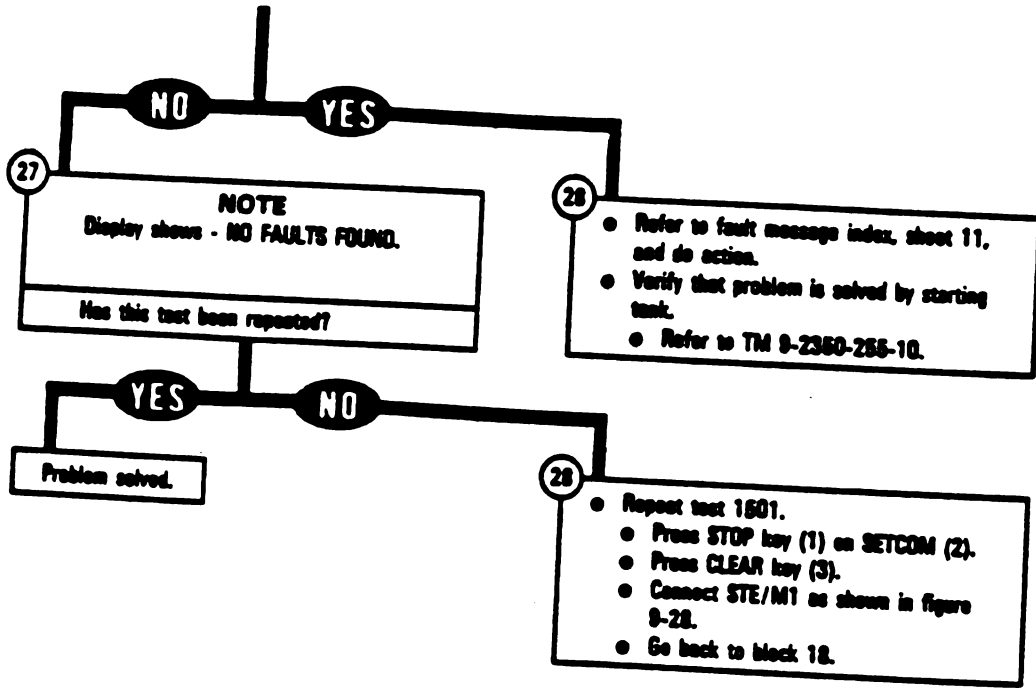 NO
YES
27
NOTE
Display shows - NO FAULTS FOUND.
Has this test been repeated?
28
● Refer to fault message index, sheet 11,
and do action.
● Verify that problem is solved by starting
tank.
● Refer to TM 9-2350-255-10.
YES
NO
Problem solved.
28
● Repeat test 1501.
● Press STOP key (1) on SETCOM (2).
● Press CLEAR key (3).
● Connect STE/M1 as shown in figure
9-28.
● Go back to block 18.